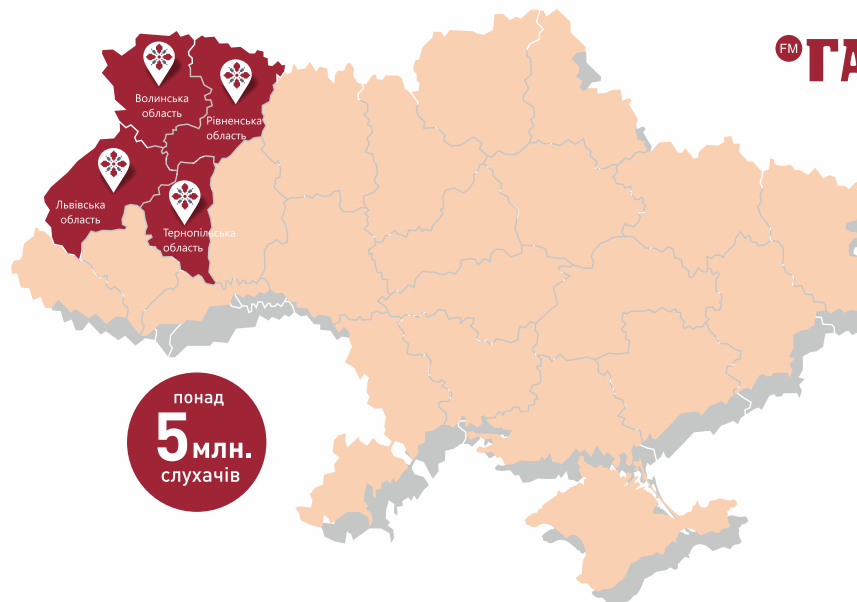 FM ГА
Волинська
область
Рівненська
область
Львівська
область
Тернопільська
область
понад
5 млн.
слухачів